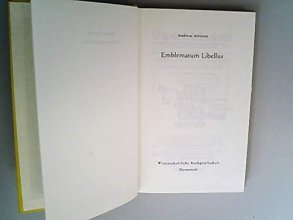 Andreas Alciatus
Emblematum Libellus
Wissenschaftliche Buchgesellschaft
Darmstadt